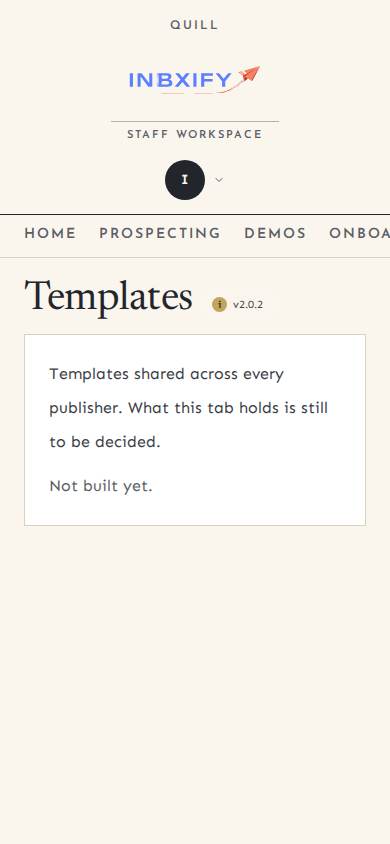 QUILL
INBXIFY
STAFF WORKSPACE
I
HOME PROSPECTING DEMOS ONBOA
Templates i v2.0.2
Templates shared across every
publisher. What this tab holds is still
to be decided.
Not built yet.